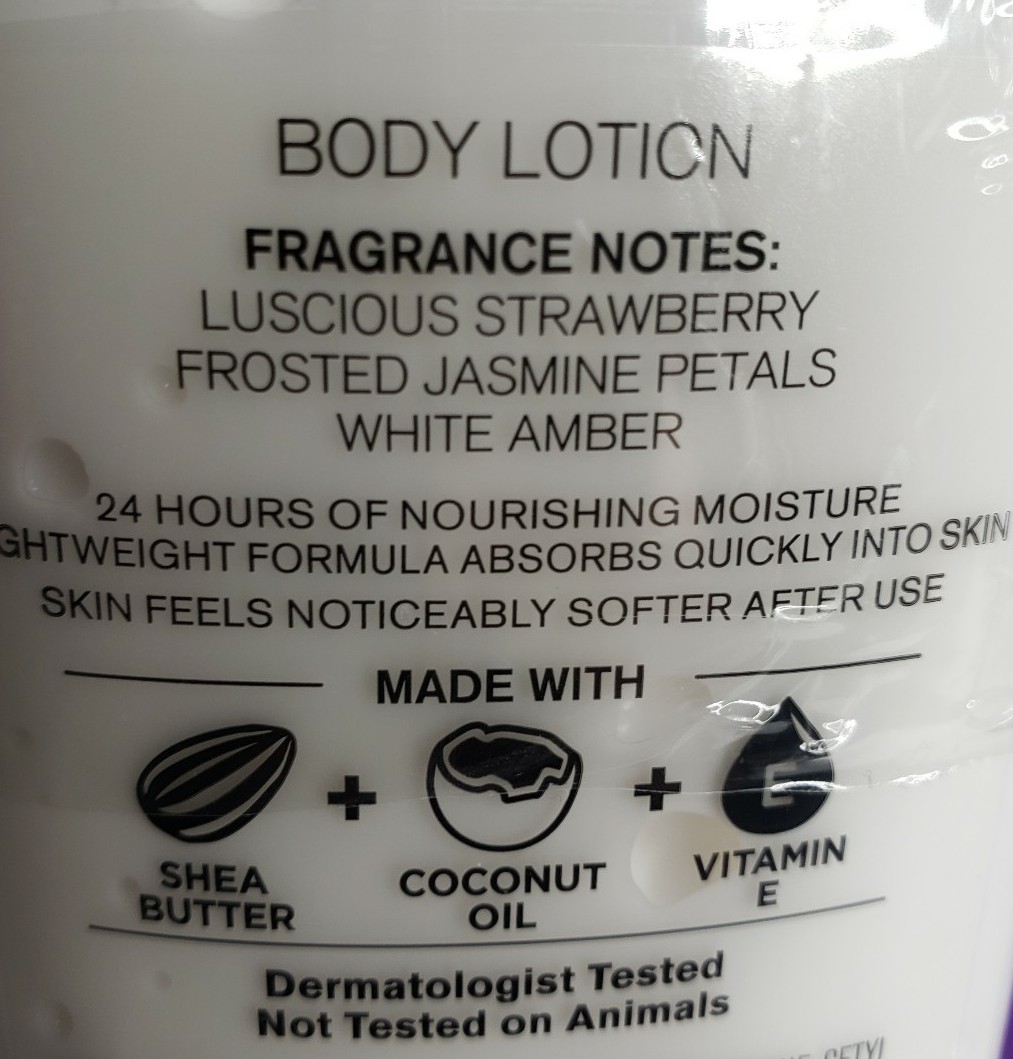 BODY LOTION
FRAGRANCE NOTES:
LUSCIOUS STRAWBERRY
FROSTED JASMINE PETALS
WHITE AMBER
24 HOURS OF NOURISHING MOISTURE
GHTWEIGHT FORMULA ABSORBS QUICKLY INTO SKIN
SKIN FEELS NOTICEABLY SOFTER AFTER USE
MADE WITH
E
SHEA BUTTER + COCONUT OIL + VITAMIN E
Dermatologist Tested
Not Tested on Animals